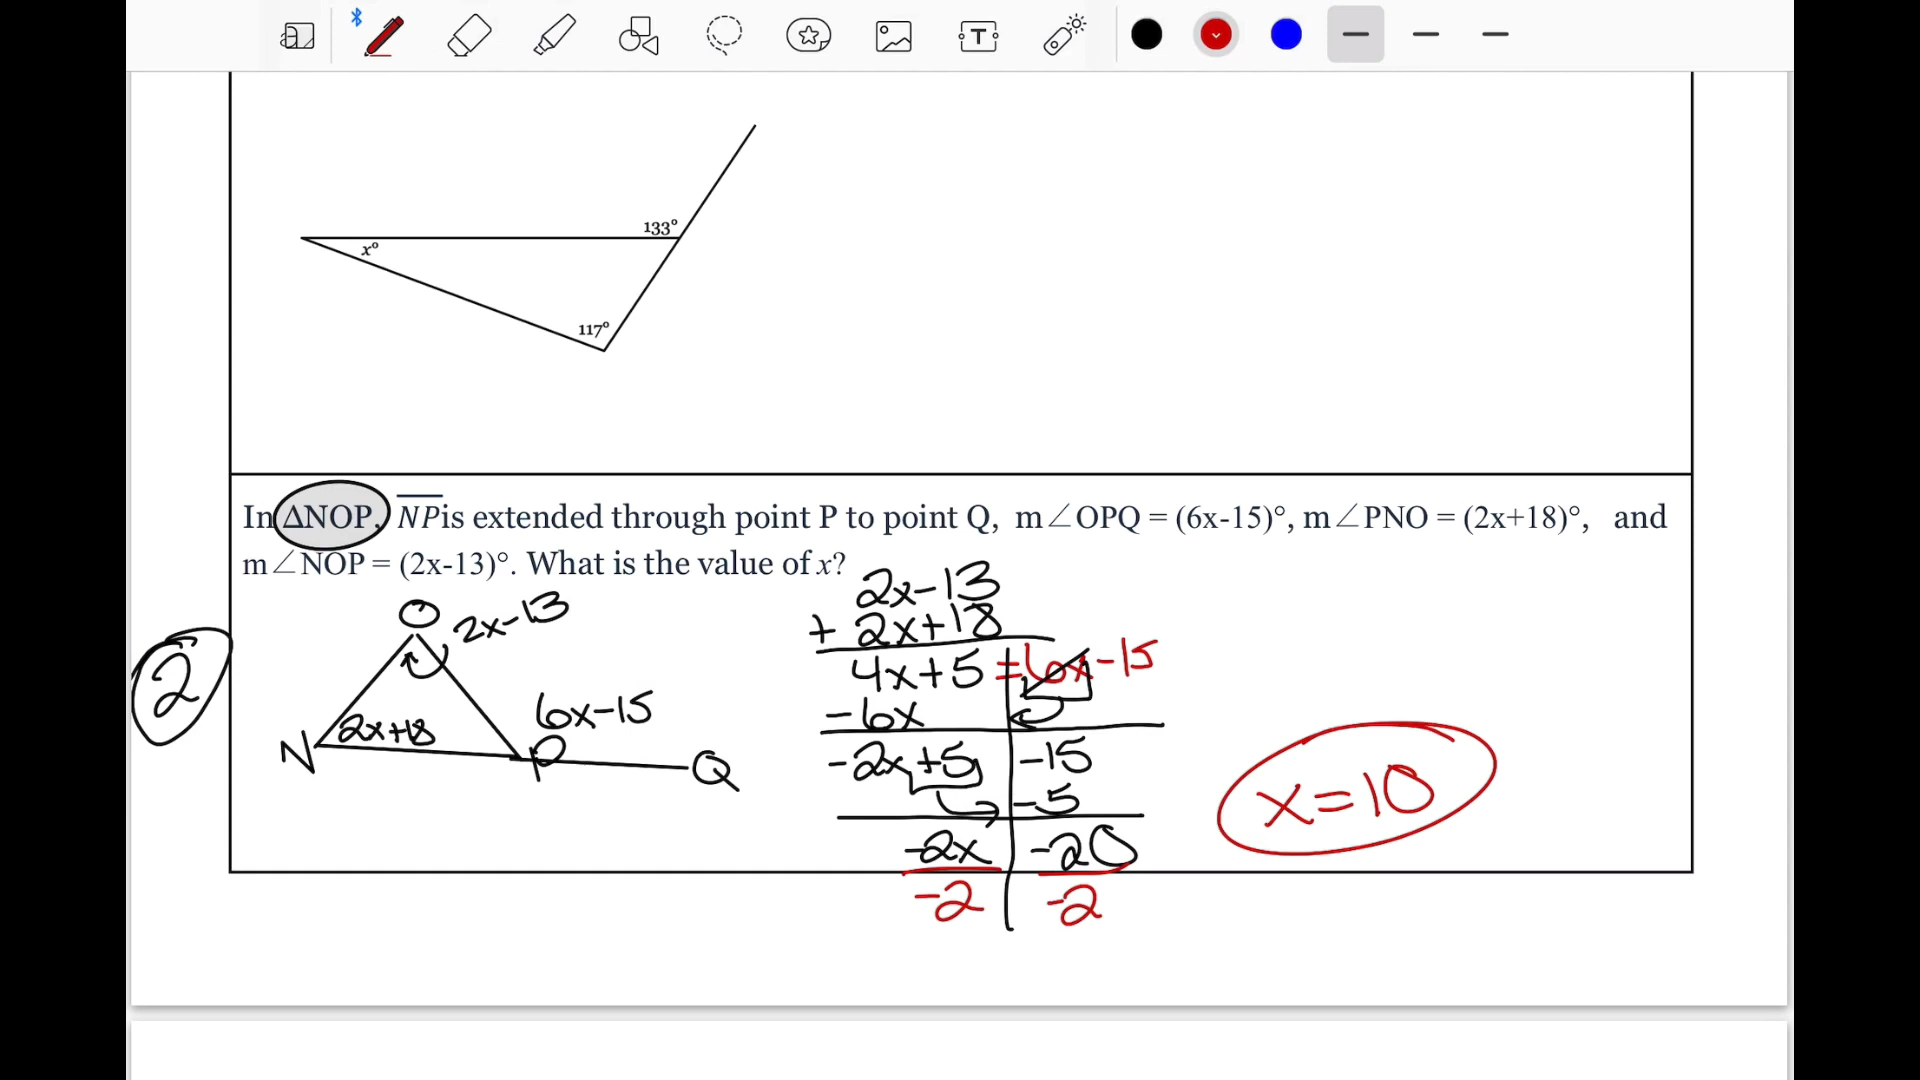 133°
x°
117°
In ΔNOP, NP is extended through point P to point Q, m∠OPQ = (6x-15)°, m∠PNO = (2x+18)°, and
m∠NOP = (2x-13)°. What is the value of x?
2
O
2x-13
2x+18
6x-15
N
P
Q
2x-13
+ 2x+18
4x+5 = 6x-15
-6x
-2x+5 -15
-5
-2x -20
-2 -2
x=10